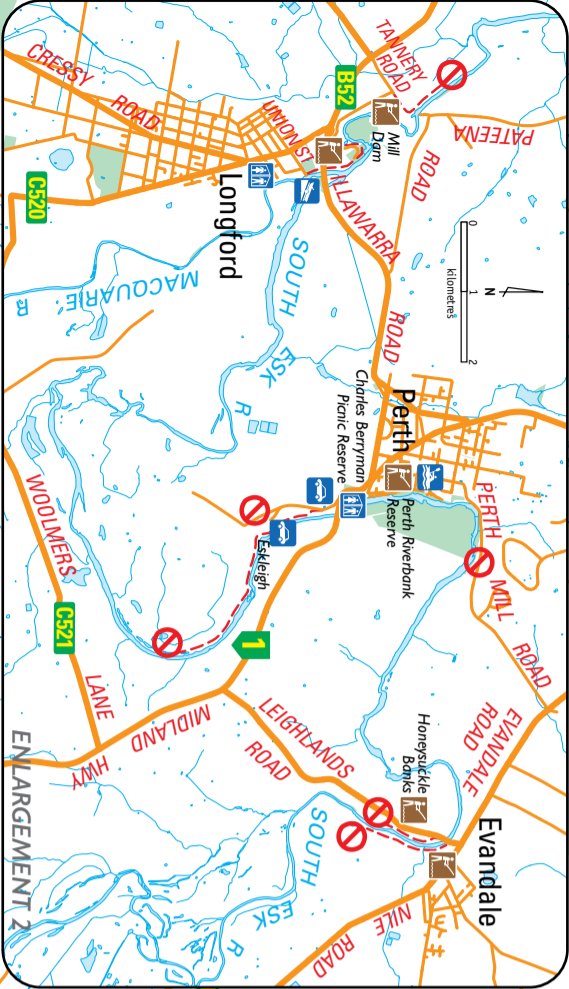 CRESSY
ROAD
TANNERY
ROAD
B52
UNION ST
Mill
Dam
PATEENA
ROAD
ILLAWARRA
ROAD
C520
Longford
MACQUARIE
R
SOUTH
ESK
R
0
1
2
kilometres
N
Perth
Charles Berryman
Picnic Reserve
Perth Riverbank
Reserve
PERTH
MILL
ROAD
Eskleigh
1
WOOLMERS
LANE
C521
MIDLAND
HWY
LEIGHLANDS
ROAD
EVANDALE
ROAD
Honeysuckle
Banks
Evandale
SOUTH
ESK
R
NILE
ROAD
ENLARGEMENT 2